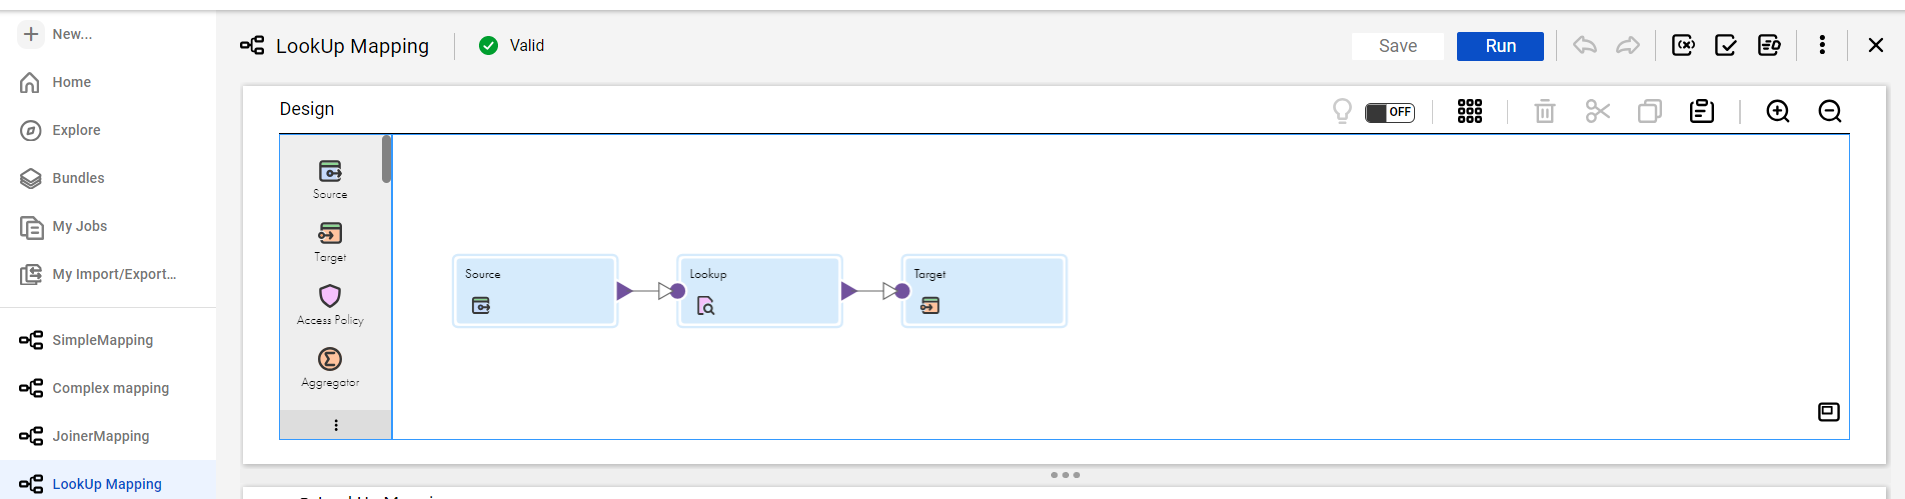 New...
Home
Explore
Bundles
My Jobs
My Import/Export...
SimpleMapping
Complex mapping
JoinerMapping
LookUp Mapping
LookUp Mapping
Valid
Save
Run
Design
OFF
Source
Target
Access Policy
Aggregator
Source
Lookup
Target